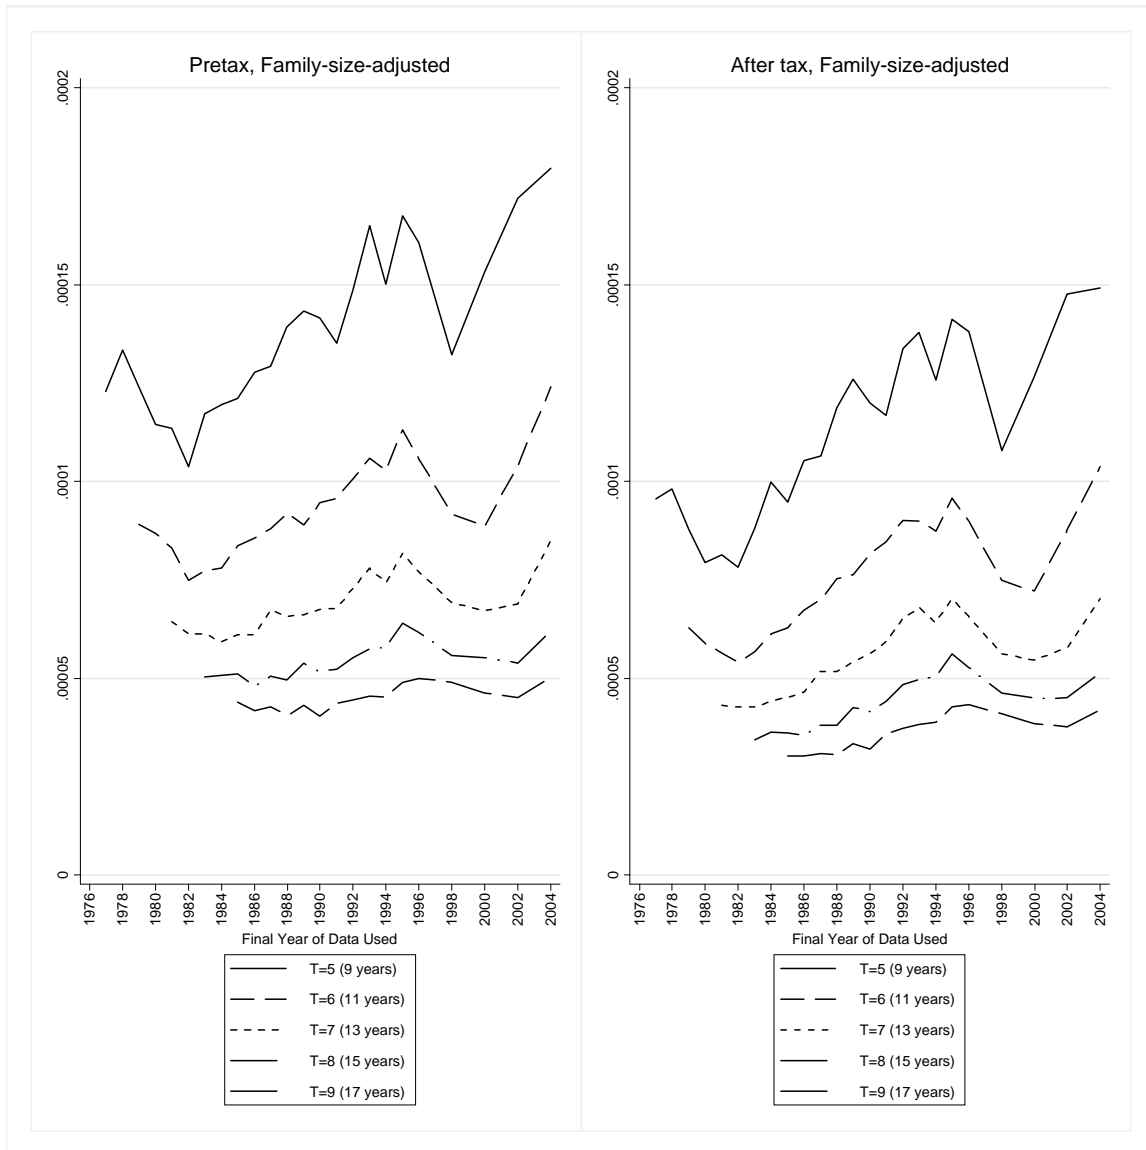 Pretax, Family-size-adjusted
.0002
.00015
.0001
.00005
0
1976
1978
1980
1982
1984
1986
1988
1990
1992
1994
1996
1998
2000
2002
2004
Final Year of Data Used
T=5 (9 years)
T=6 (11 years)
T=7 (13 years)
T=8 (15 years)
T=9 (17 years)
After tax, Family-size-adjusted
.0002
.00015
.0001
.00005
0
1976
1978
1980
1982
1984
1986
1988
1990
1992
1994
1996
1998
2000
2002
2004
Final Year of Data Used
T=5 (9 years)
T=6 (11 years)
T=7 (13 years)
T=8 (15 years)
T=9 (17 years)